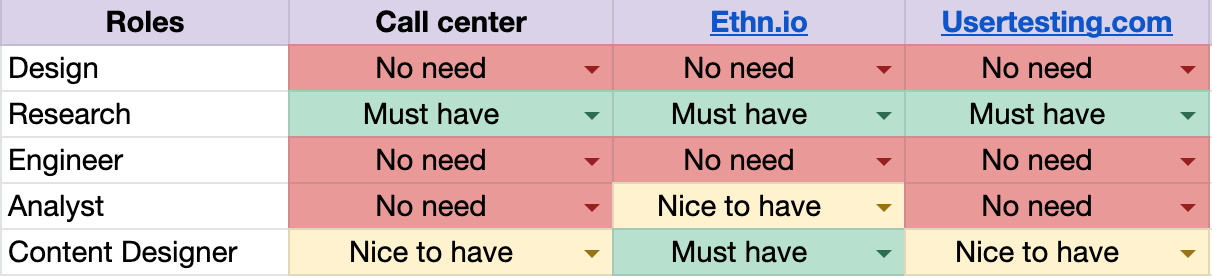 Roles Call center Ethn.io Usertesting.com
Design No need No need No need
Research Must have Must have Must have
Engineer No need No need No need
Analyst No need Nice to have No need
Content Designer Nice to have Must have Nice to have